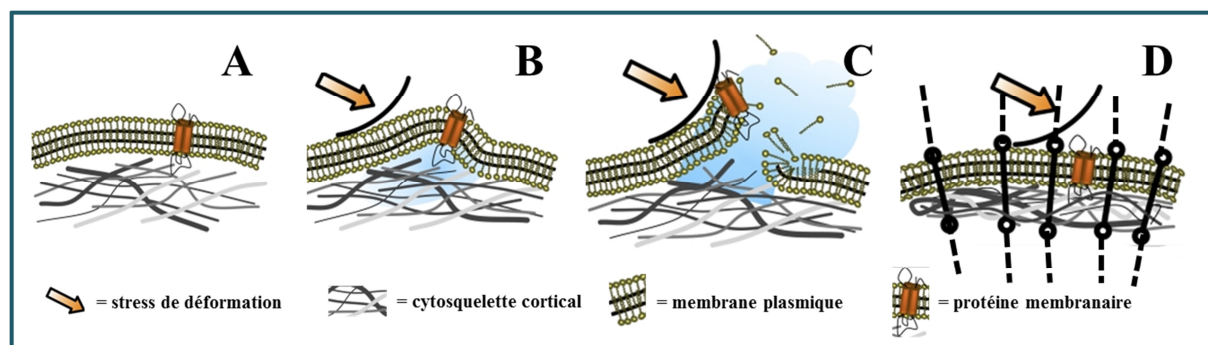 A
B
C
D
= stress de déformation
= cytosquelette cortical
= membrane plasmique
= protéine membranaire